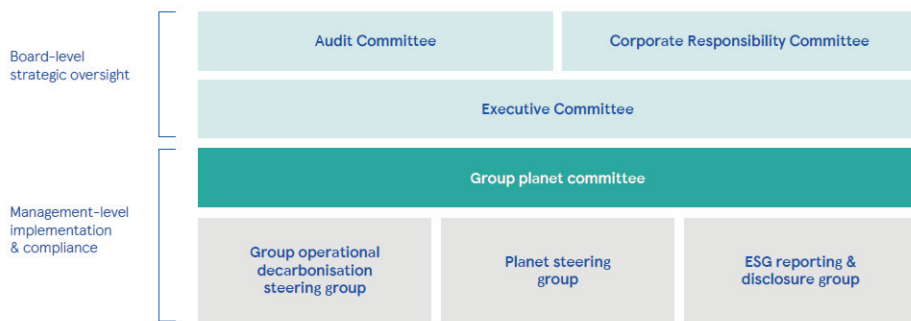 Board-level
strategic oversight
Audit Committee
Corporate Responsibility Committee
Executive Committee
Management-level
implementation
& compliance
Group planet committee
Group operational
decarbonisation
steering group
Planet steering
group
ESG reporting &
disclosure group